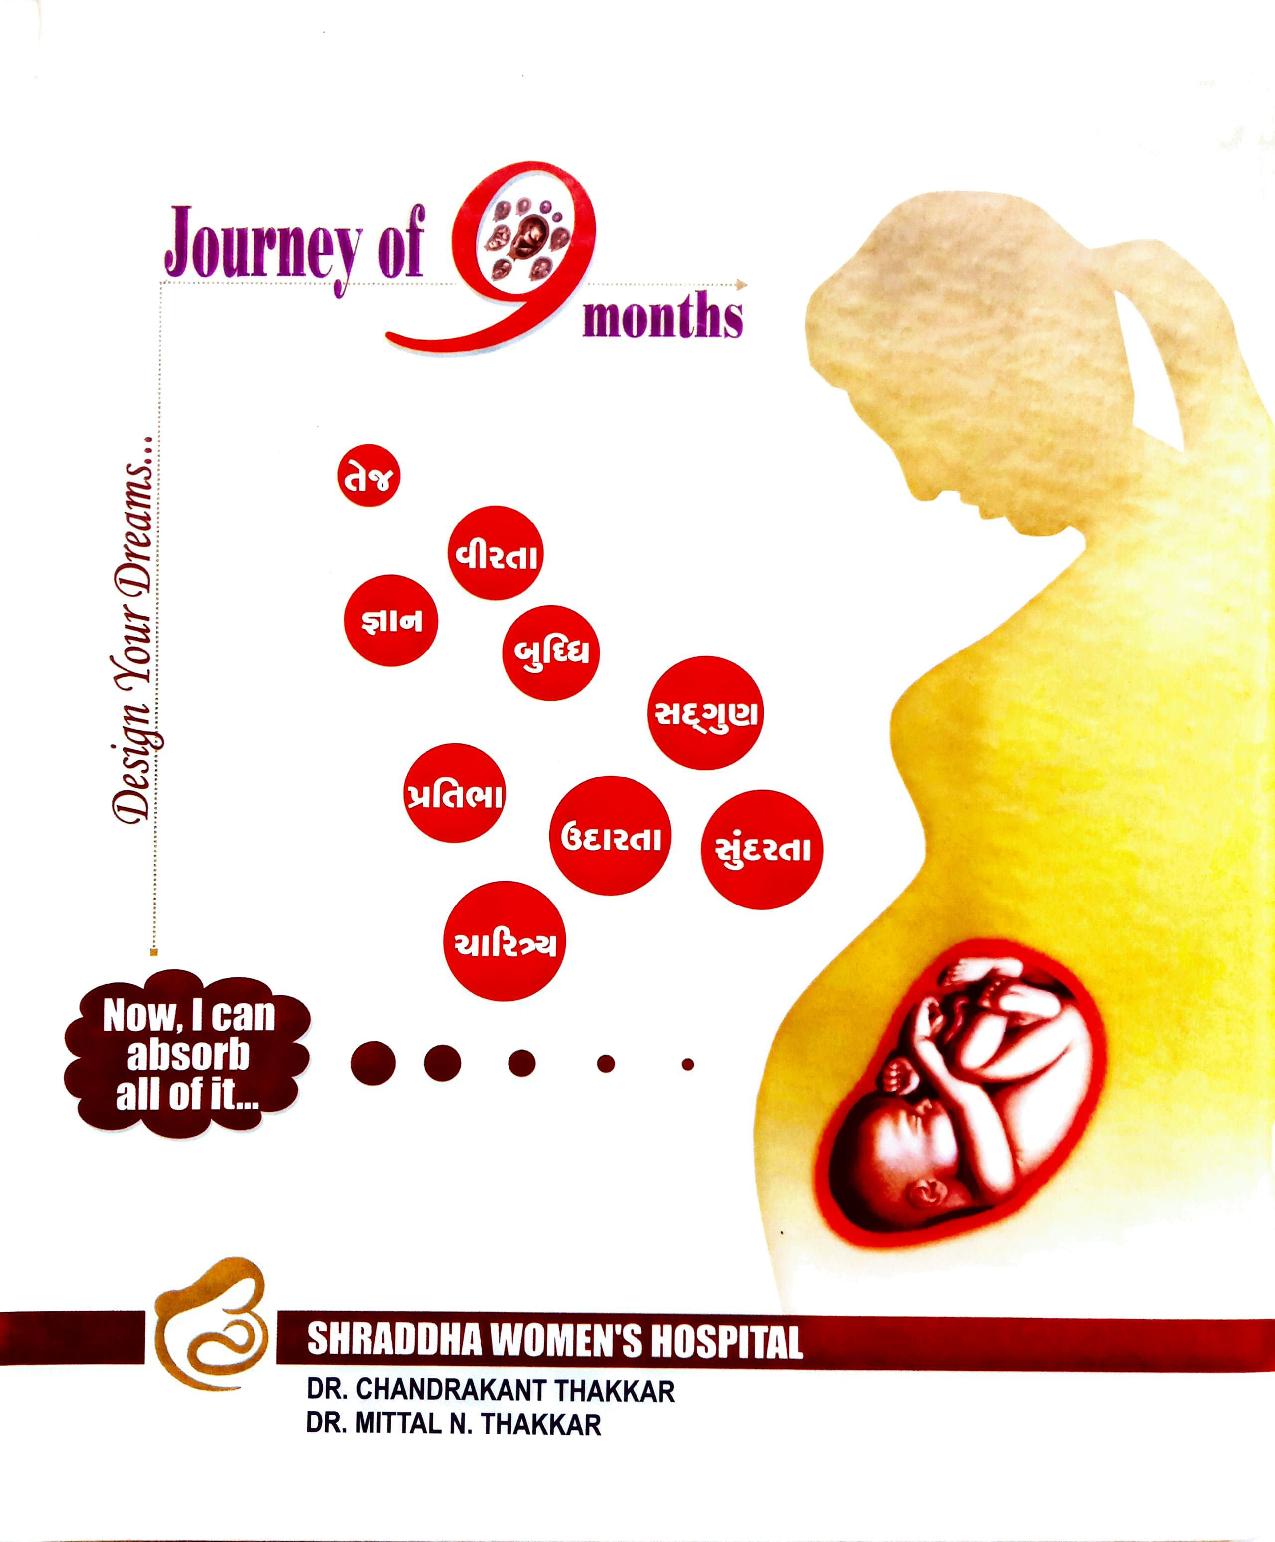 Journey of 9
months
Design Your Dreams...
તેજ
વીરતા
જ્ઞાન
બુધ્ધિ
સદ્ગુણ
પ્રતિભા
ઉદારતા
સુંદરતા
ચારિત્ર્ય
Now, I can
absorb
all of it...
SHRADDHA WOMEN'S HOSPITAL
DR. CHANDRAKANT THAKKAR
DR. MITTAL N. THAKKAR